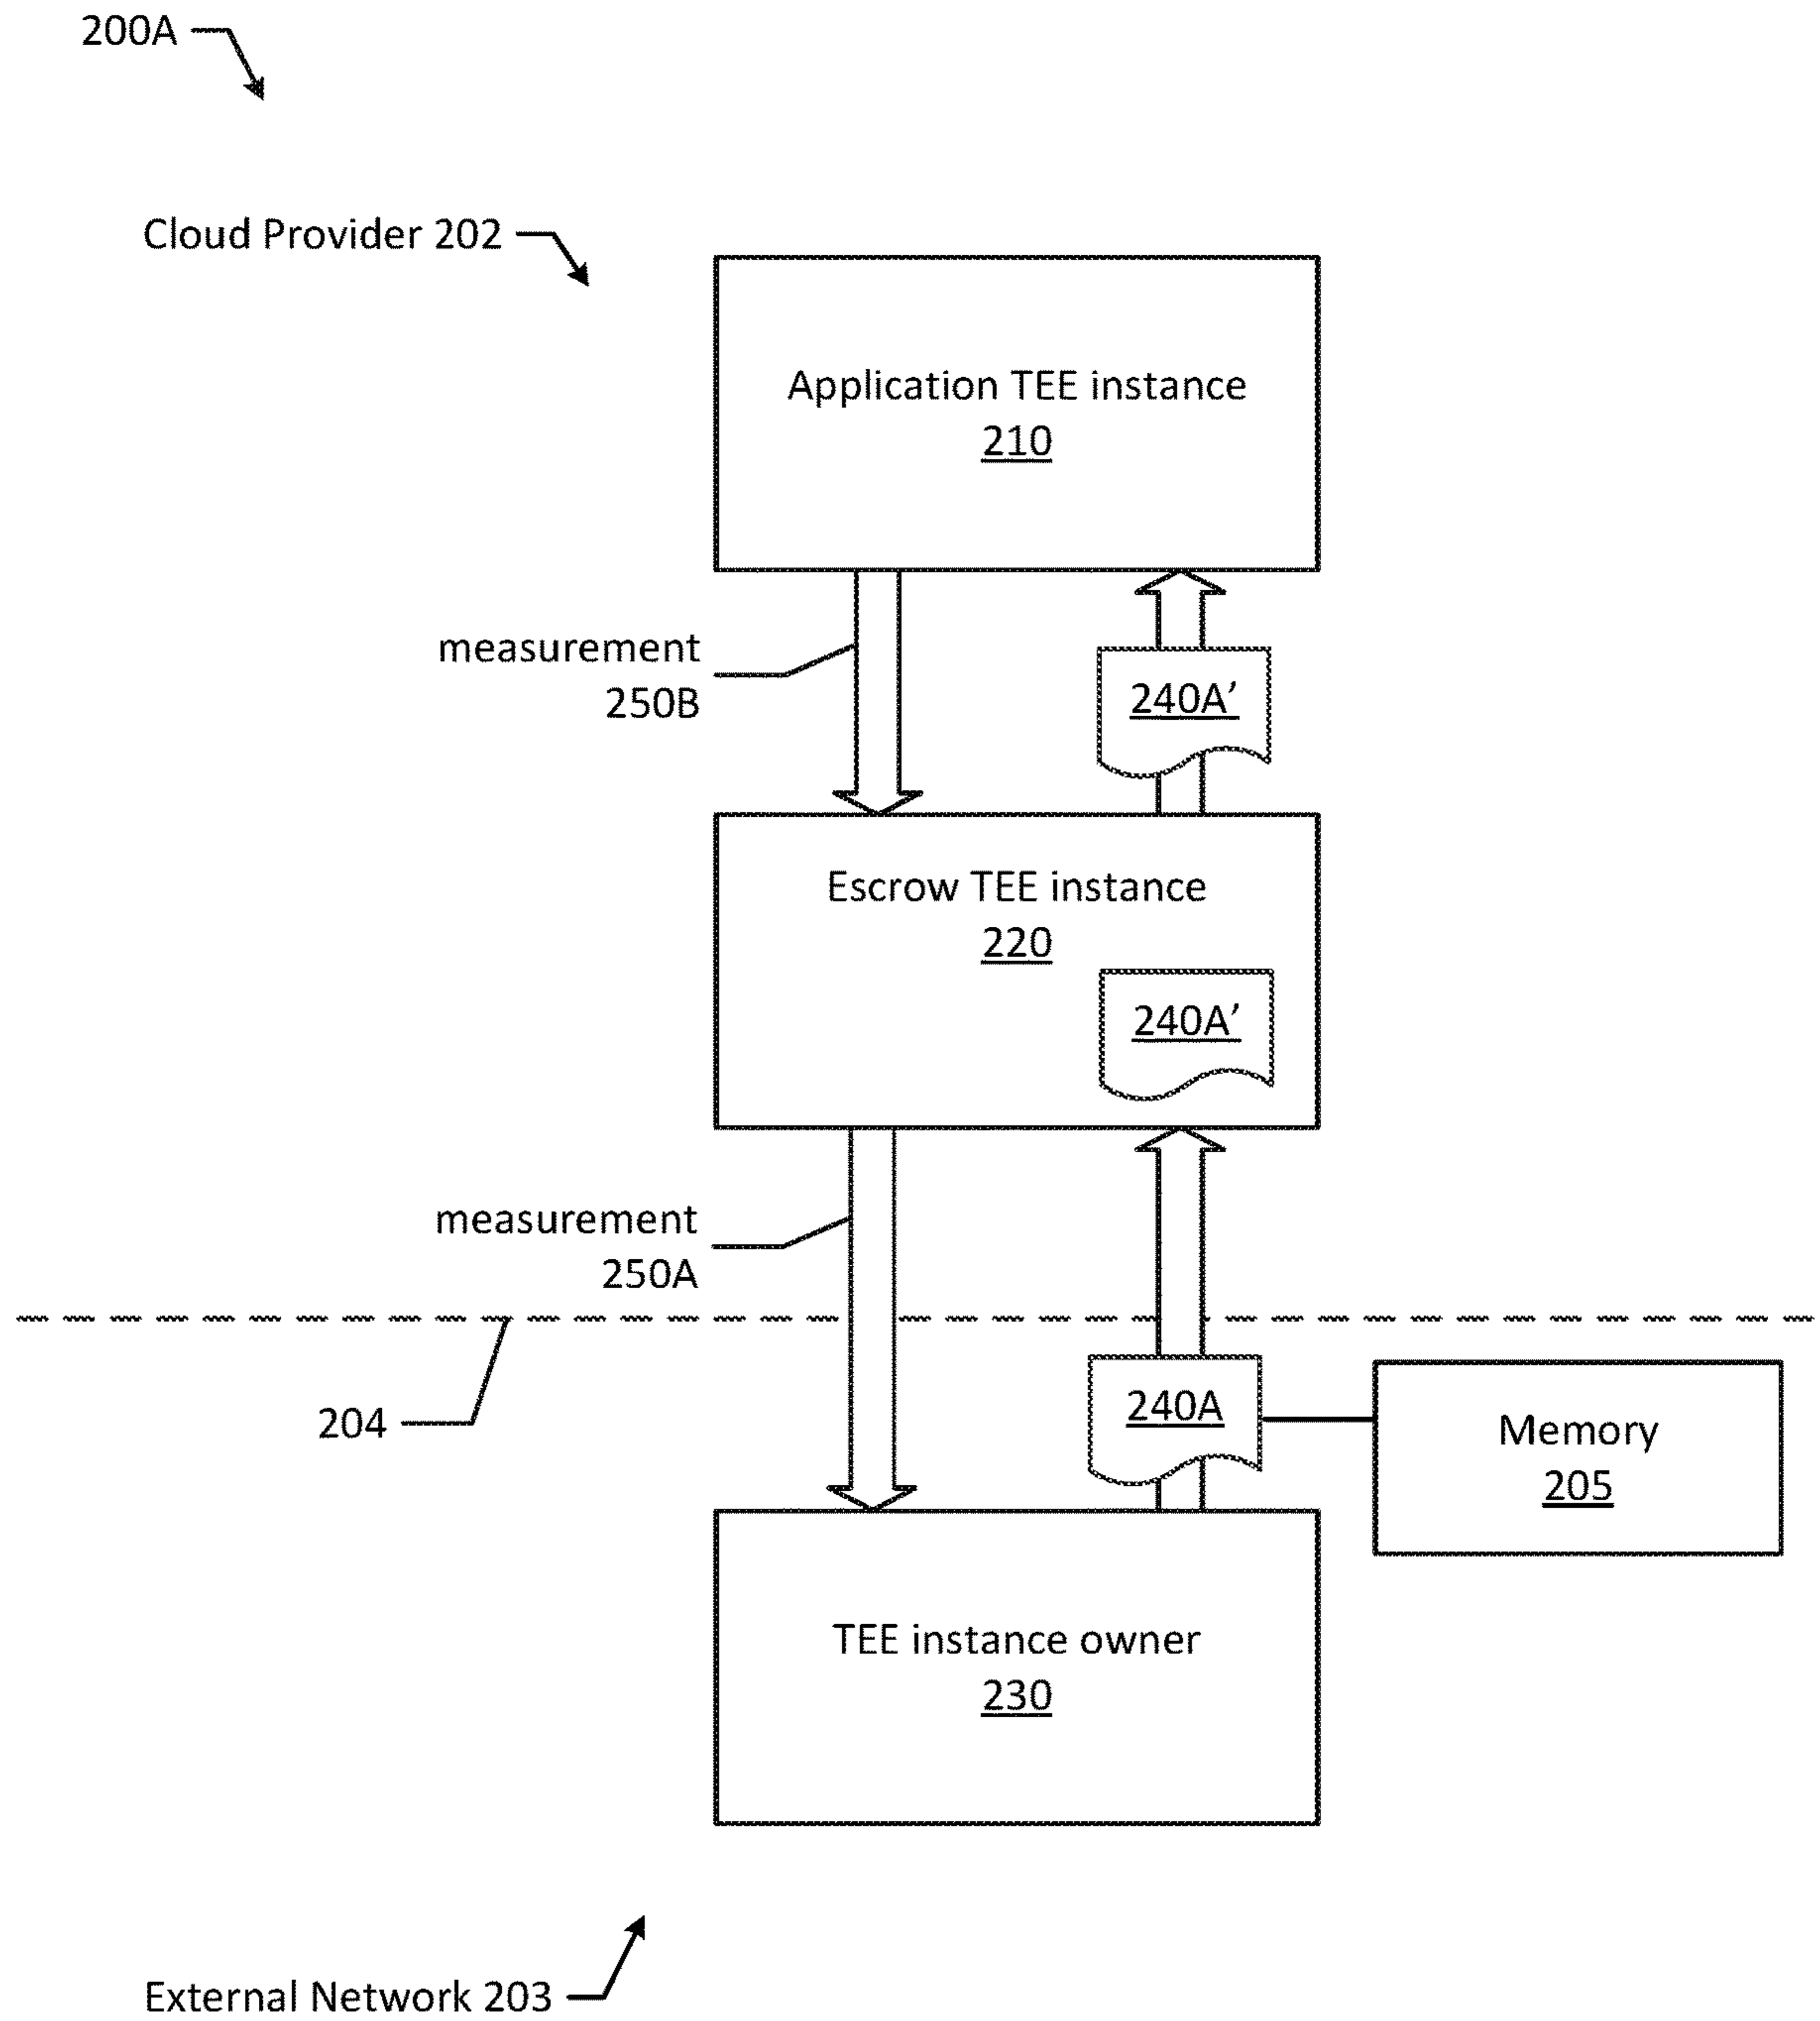 200A
Cloud Provider 202
Application TEE instance
210
measurement
250B
240A’
Escrow TEE instance
220
240A’
measurement
250A
204
240A
Memory
205
TEE instance owner
230
External Network 203